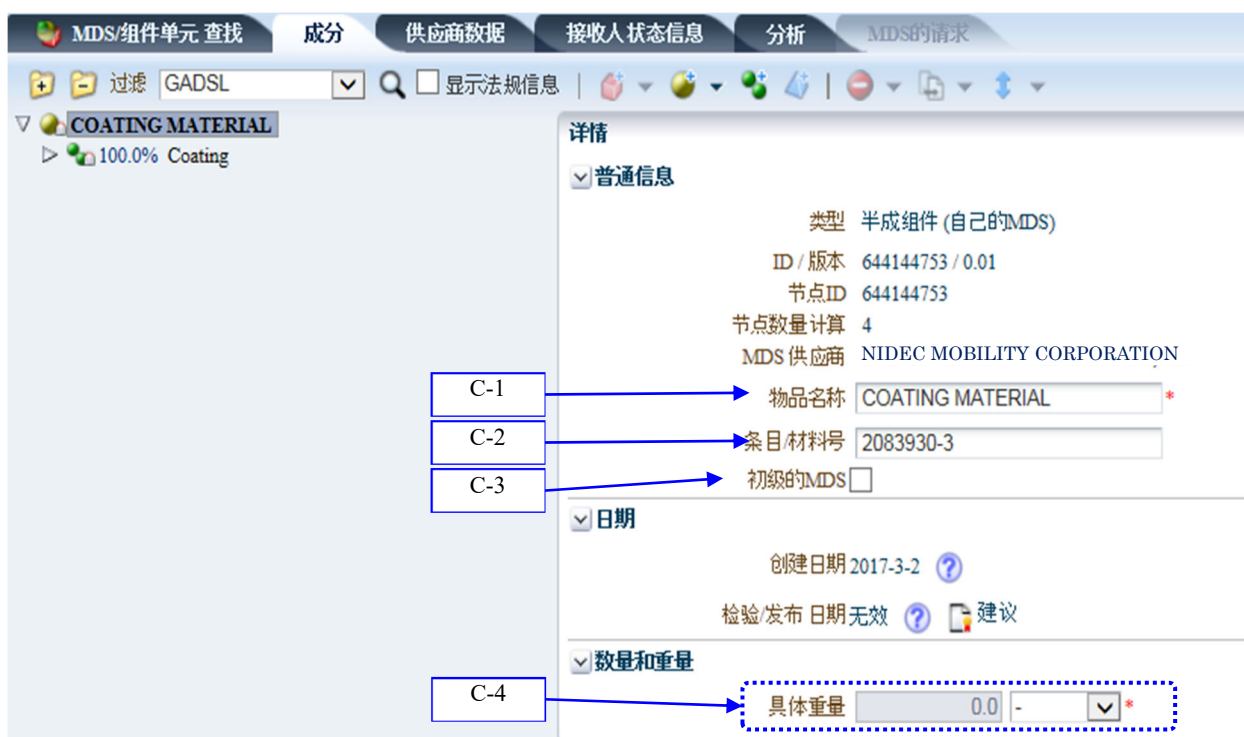 MDS/组件单元 查找 成分 供应商数据 接收人状态信息 分析 MDS的请求
过滤 GADSL 显示法规信息
COATING MATERIAL
100.0% Coating
详情
普通信息
类型 半成组件 (自己的MDS)
ID / 版本 644144753 / 0.01
节点ID 644144753
节点数量计算 4
MDS 供应商 NIDEC MOBILITY CORPORATION
C-1 物品名称 COATING MATERIAL *
C-2 条目/材料号 2083930-3
C-3 初级的MDS
日期
创建日期 2017-3-2 ?
检验/发布 日期 无效 ? 建议
数量和重量
C-4 具体重量 0.0 - *